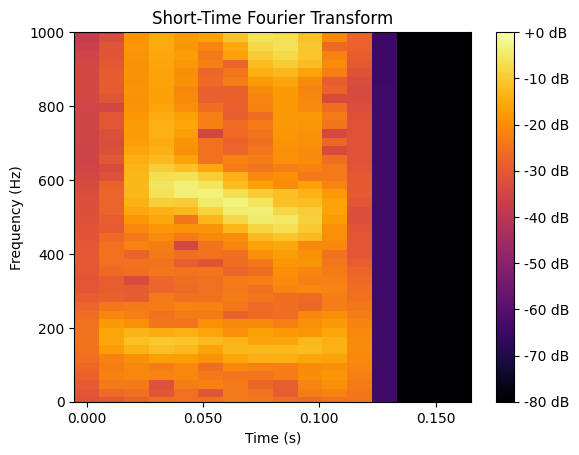 Short-Time Fourier Transform
Frequency (Hz)
1000
800
600
400
200
0
0.000
0.050
0.100
0.150
Time (s)
+0 dB
-10 dB
-20 dB
-30 dB
-40 dB
-50 dB
-60 dB
-70 dB
-80 dB